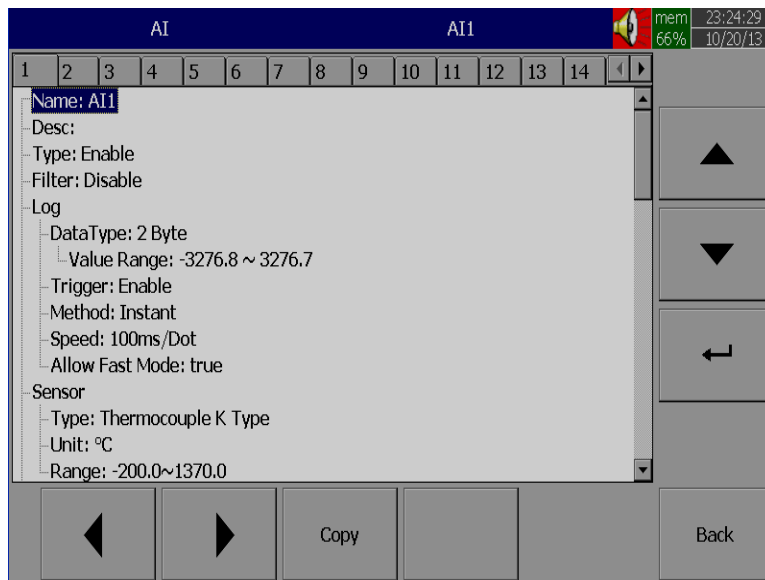 AI AI1 mem 23:24:29
66% 10/20/13
1 2 3 4 5 6 7 8 9 10 11 12 13 14
Name: AI1
Desc:
Type: Enable
Filter: Disable
Log
DataType: 2 Byte
Value Range: -3276.8 ~ 3276.7
Trigger: Enable
Method: Instant
Speed: 100ms/Dot
Allow Fast Mode: true
Sensor
Type: Thermocouple K Type
Unit: °C
Range: -200.0~1370.0
Copy Back